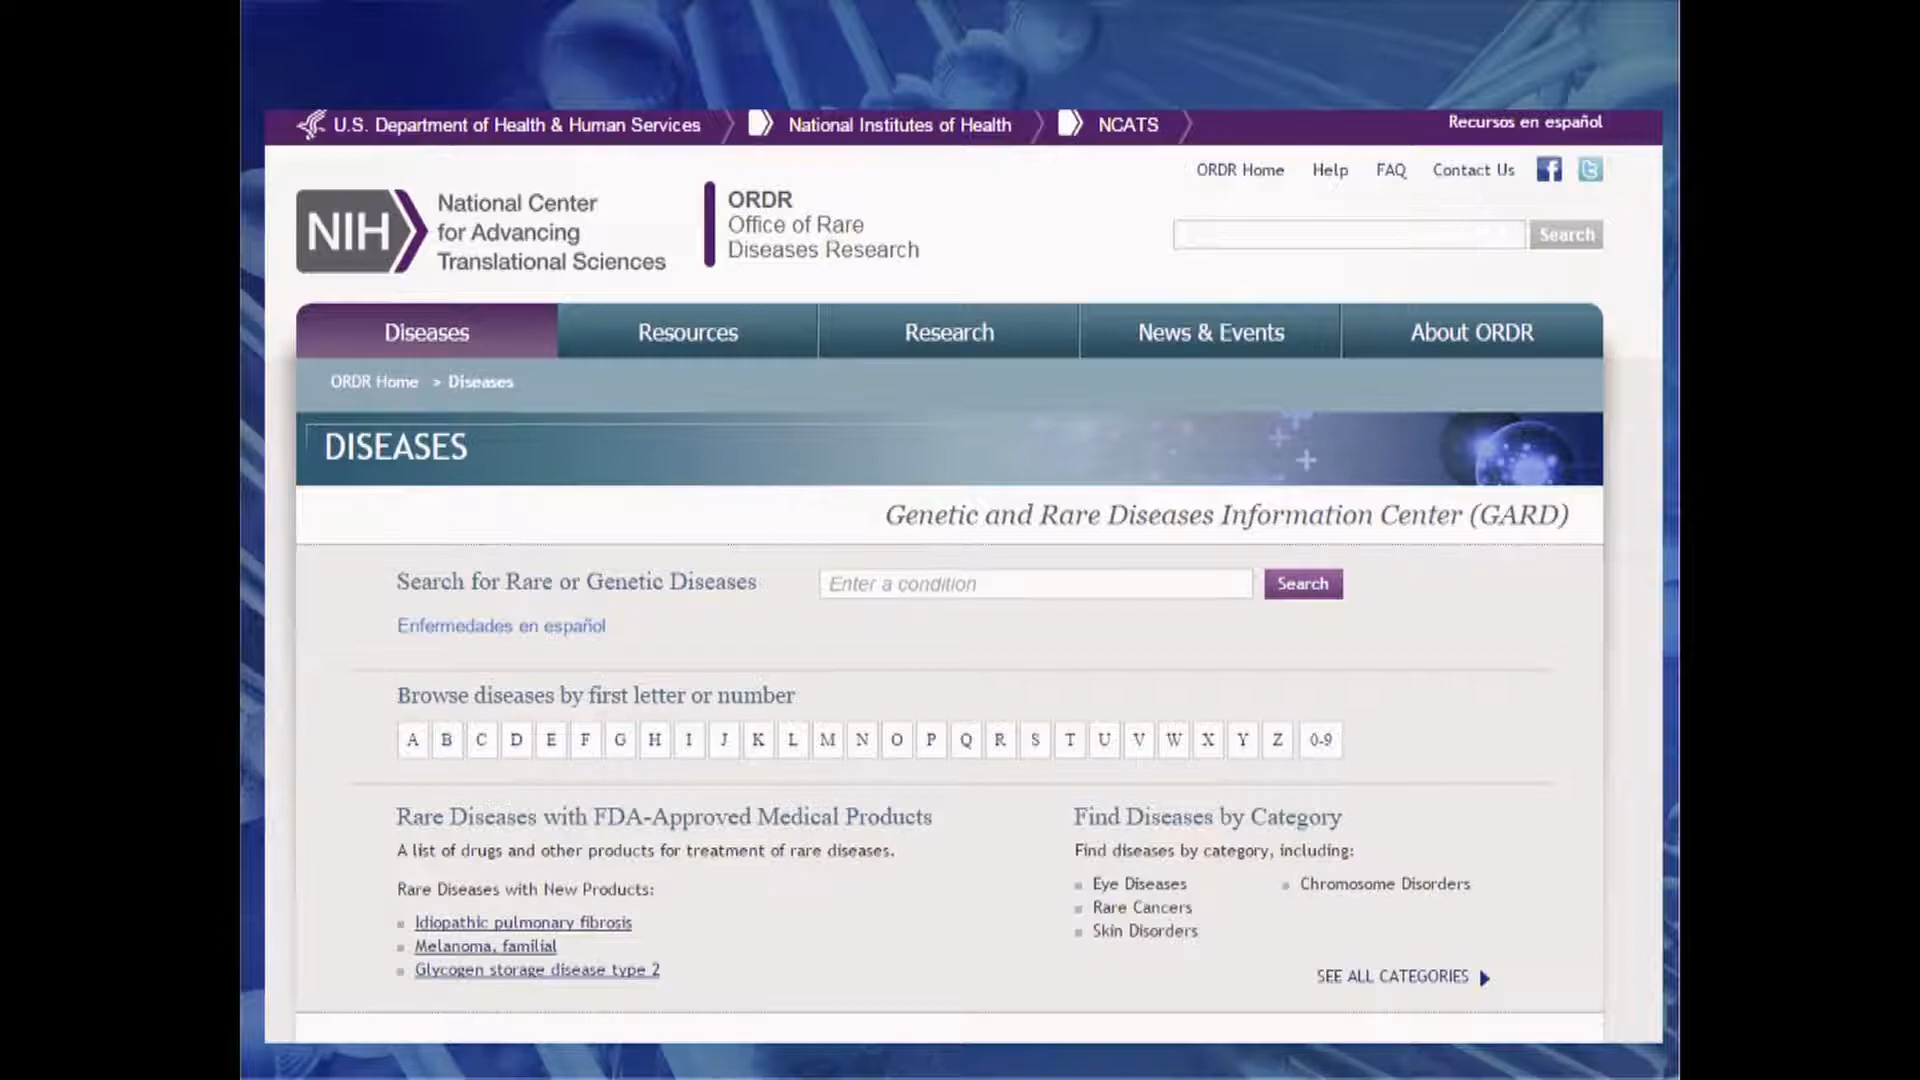 U.S. Department of Health & Human Services National Institutes of Health NCATS Recursos en español
ORDR Home Help FAQ Contact Us
NIH National Center for Advancing Translational Sciences
ORDR
Office of Rare
Diseases Research
Search
Diseases Resources Research News & Events About ORDR
ORDR Home > Diseases
DISEASES
Genetic and Rare Diseases Information Center (GARD)
Search for Rare or Genetic Diseases Enter a condition Search
Enfermedades en español
Browse diseases by first letter or number
A B C D E F G H I J K L M N O P Q R S T U V W X Y Z 0-9
Rare Diseases with FDA-Approved Medical Products
A list of drugs and other products for treatment of rare diseases.
Rare Diseases with New Products:
Idiopathic pulmonary fibrosis
Melanoma, familial
Glycogen storage disease type 2
Find Diseases by Category
Find diseases by category, including:
Eye Diseases
Rare Cancers
Skin Disorders
Chromosome Disorders
SEE ALL CATEGORIES